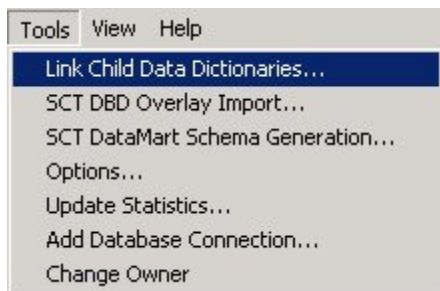 Tools View Help
Link Child Data Dictionaries...
SCT DBD Overlay Import...
SCT DataMart Schema Generation...
Options...
Update Statistics...
Add Database Connection...
Change Owner